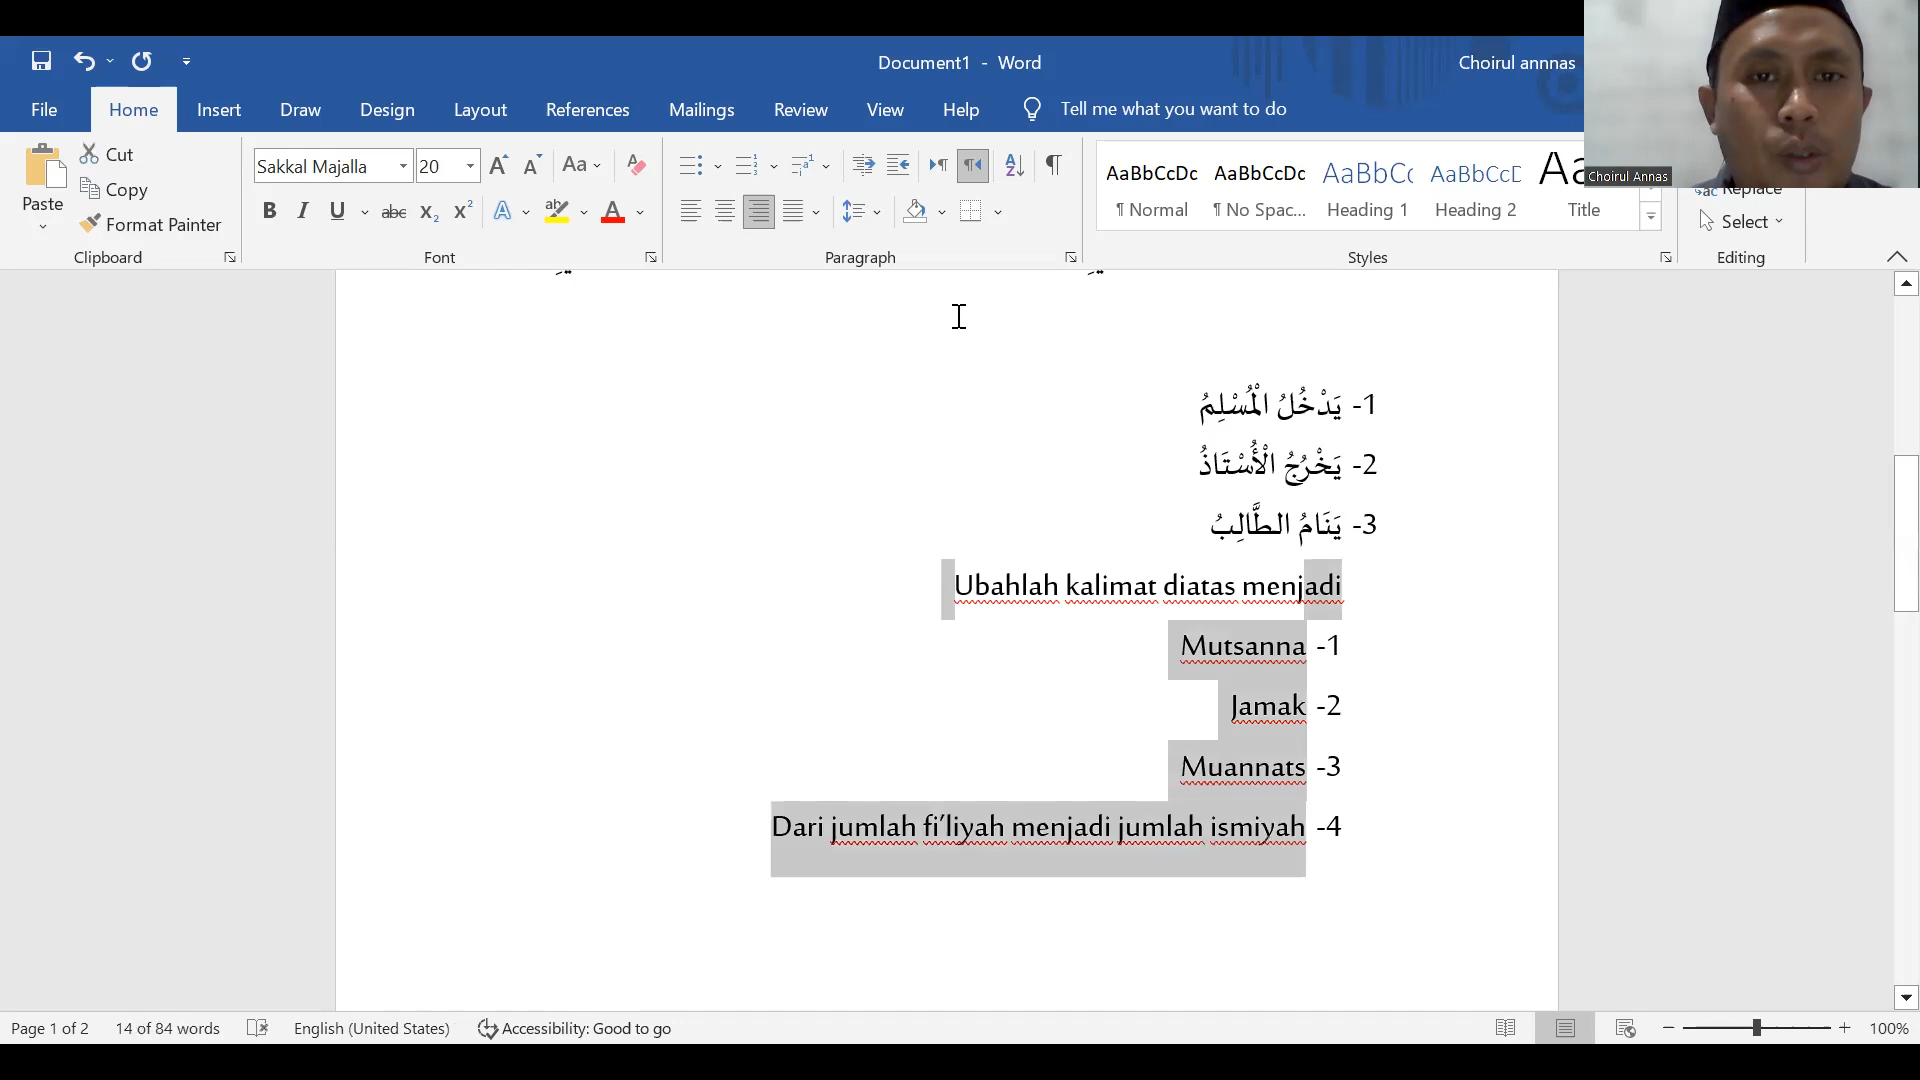 Document1 - Word
Choirul annnas
File Home Insert Draw Design Layout References Mailings Review View Help Tell me what you want to do
Paste
Cut
Copy
Format Painter
Clipboard
Sakkal Majalla 20
Font
Paragraph
AaBbCcDc AaBbCcDc AaBbCc AaBbCcD Aa
¶ Normal ¶ No Spac... Heading 1 Heading 2 Title
Styles
Replace
Select
Editing
Choirul Annas
1- يَدْخُلُ الْمُسْلِمُ
2- يَخْرُجُ الْأُسْتَاذُ
3- يَنَامُ الطَّالِبُ
Ubahlah kalimat diatas menjadi
Mutsanna -1
Jamak -2
Muannats -3
Dari jumlah fi’liyah menjadi jumlah ismiyah -4
Page 1 of 2 14 of 84 words English (United States) Accessibility: Good to go 100%